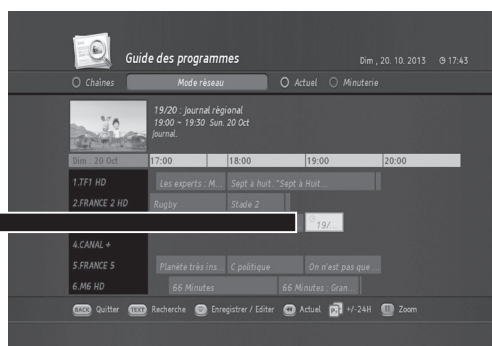 Guide des programmes
Dim , 20. 10. 2013 17:43
Chaînes Mode rèseau Actuel Minuterie
19/20 : Journal règional
19:00 ~ 19:30 Sun. 20 Oct
Journal.
Dim . 20 Oct 17:00 18:00 19:00 20:00
1.TF1 HD Les experts : M... Sept à huit . "Sept à Huit...
2.FRANCE 2 HD Rugby Stade 2
19/...
4.CANAL +
5.FRANCE 5 Planète très ins... C politique On n'est pas que ...
6.M6 HD 66 Minutes 66 Minutes : Gran...
BACK Quitter TEXT Recherche Enregistrer / Editer Actuel +/-24H Zoom